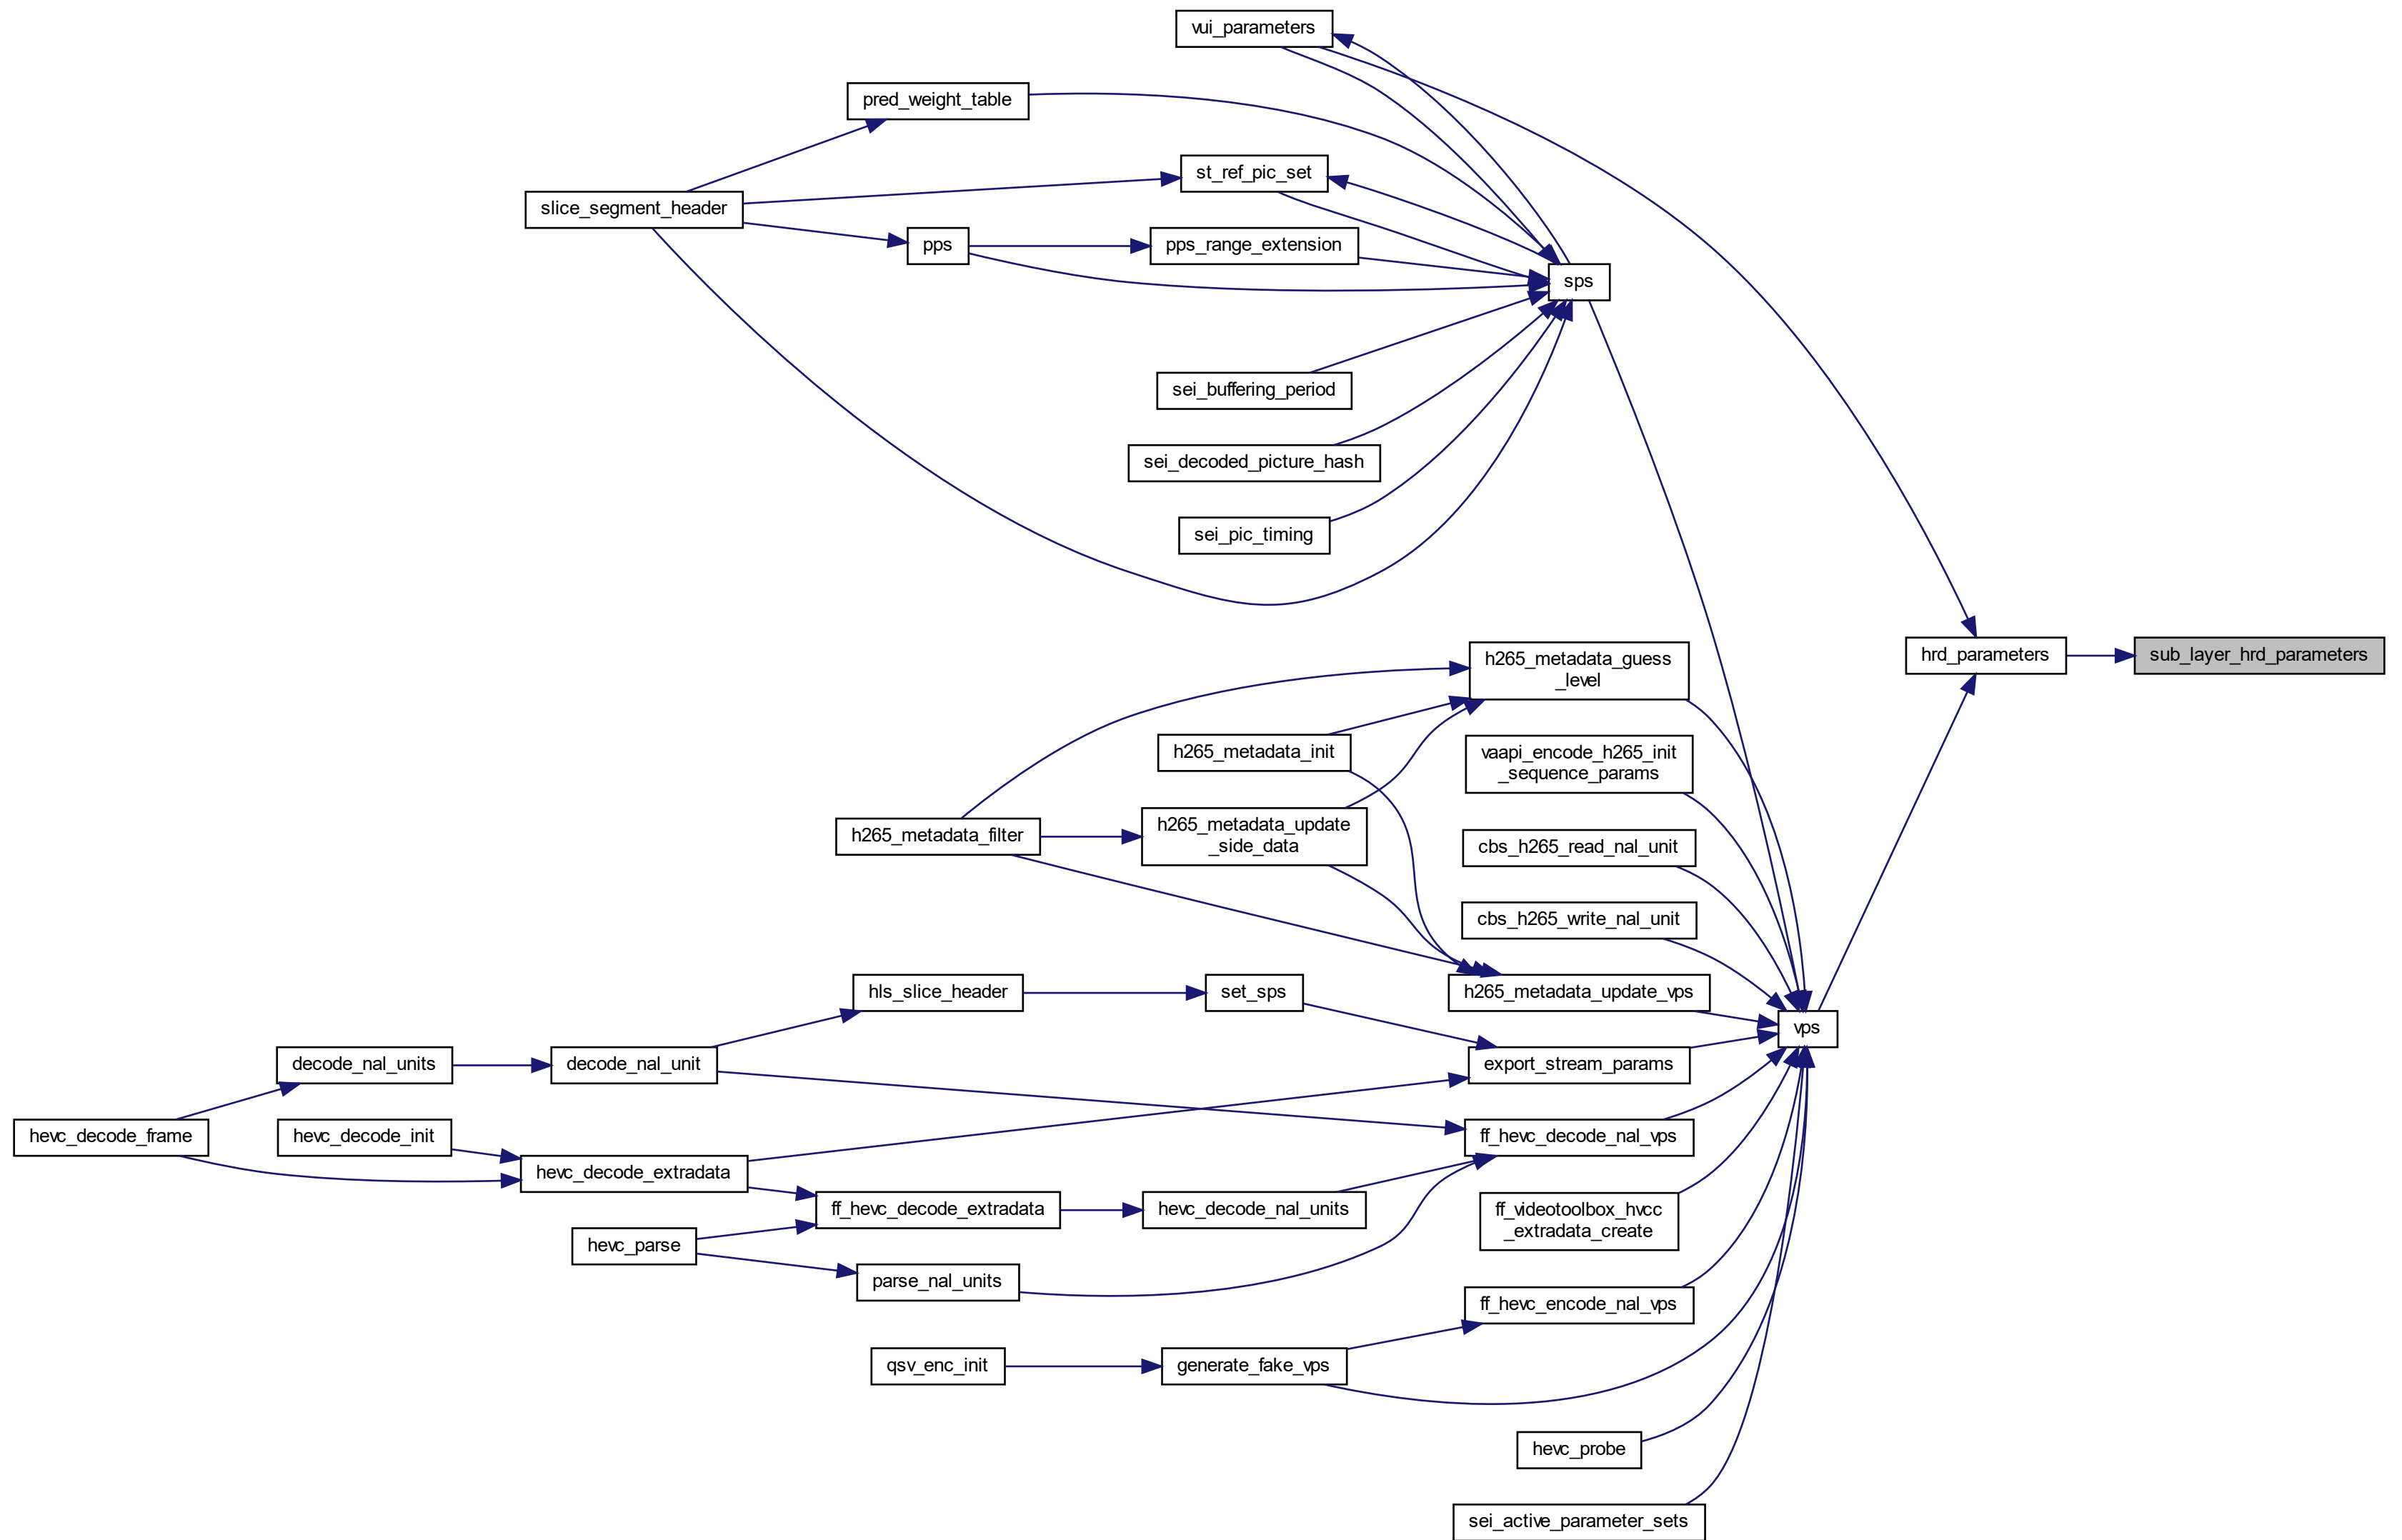 vui_parameters
pred_weight_table
st_ref_pic_set
slice_segment_header
pps
pps_range_extension
sps
sei_buffering_period
sei_decoded_picture_hash
sei_pic_timing
hrd_parameters
sub_layer_hrd_parameters
h265_metadata_guess
_level
h265_metadata_init
vaapi_encode_h265_init
_sequence_params
h265_metadata_filter
h265_metadata_update
_side_data
cbs_h265_read_nal_unit
cbs_h265_write_nal_unit
hls_slice_header
set_sps
h265_metadata_update_vps
vps
decode_nal_units
decode_nal_unit
export_stream_params
hevc_decode_frame
hevc_decode_init
ff_hevc_decode_nal_vps
hevc_decode_extradata
ff_hevc_decode_extradata
hevc_decode_nal_units
ff_videotoolbox_hvcc
_extradata_create
hevc_parse
parse_nal_units
ff_hevc_encode_nal_vps
qsv_enc_init
generate_fake_vps
hevc_probe
sei_active_parameter_sets